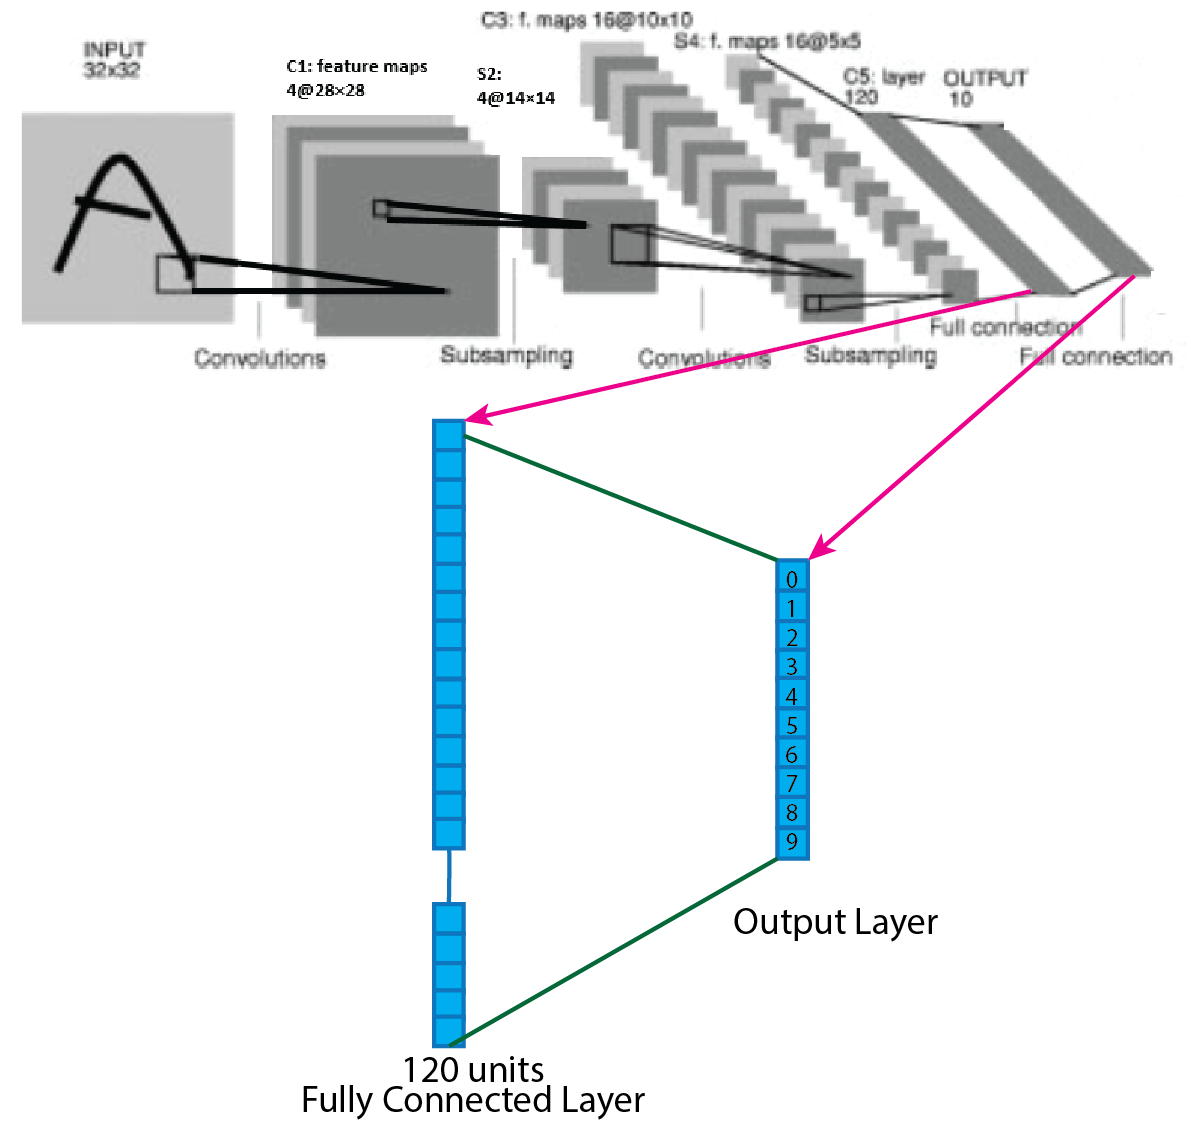 INPUT
32x32
C1: feature maps
4@28×28
S2:
4@14×14
C3: f. maps 16@10x10
S4: f. maps 16@5x5
C5: layer
120
OUTPUT
10
Convolutions
Subsampling
Convolutions
Subsampling
Full connection
Full connection
0
1
2
3
4
5
6
7
8
9
Output Layer
120 units
Fully Connected Layer